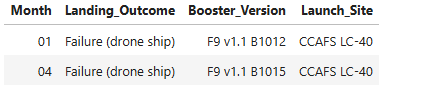 Month Landing_Outcome Booster_Version Launch_Site
01 Failure (drone ship) F9 v1.1 B1012 CCAFS LC-40
04 Failure (drone ship) F9 v1.1 B1015 CCAFS LC-40